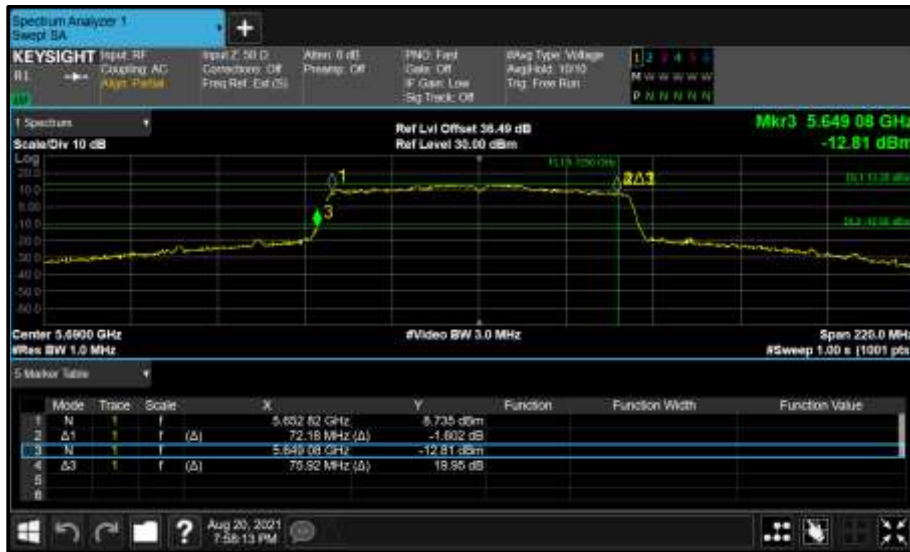 Spectrum Analyzer 1
Swept SA
KEYSIGHT Input: RF
Coupling: AC
Align: Partial
Input Z: 50 Ω
Corrections: Off
Freq Ref: Ext (S)
Atten: 6 dB
Preamp: Off
PNO: Fast
Gate: Off
IF Gain: Low
Sig Track: Off
#Avg Type: Voltage
Avg|Hold: 10/10
Trig: Free Run
1 2 3 4 5 6
M W W W W W
P N N N N N
1 Spectrum
Scale/Div 10 dB
Ref Lvl Offset 36.49 dB
Ref Level 30.00 dBm
Mkr3 5.649 08 GHz
-12.81 dBm
Log
20.0
10.0
0.00
-10.0
-20.0
-30.0
-40.0
-50.0
-60.0
1
2Δ3
3
Center 5.6900 GHz
#Res BW 1.0 MHz
#Video BW 3.0 MHz
Span 220.0 MHz
#Sweep 1.00 s (1001 pts
5 Marker Table
Mode Trace Scale X Y Function Function Width Function Value
1 N 1 f 5.652 82 GHz 8.735 dBm
2 Δ1 1 f (Δ) 72.18 MHz (Δ) -1.602 dB
3 N 1 f 5.649 08 GHz -12.81 dBm
4 Δ3 1 f (Δ) 75.92 MHz (Δ) 19.95 dB
5
6
? Aug 20, 2021
7:58:13 PM